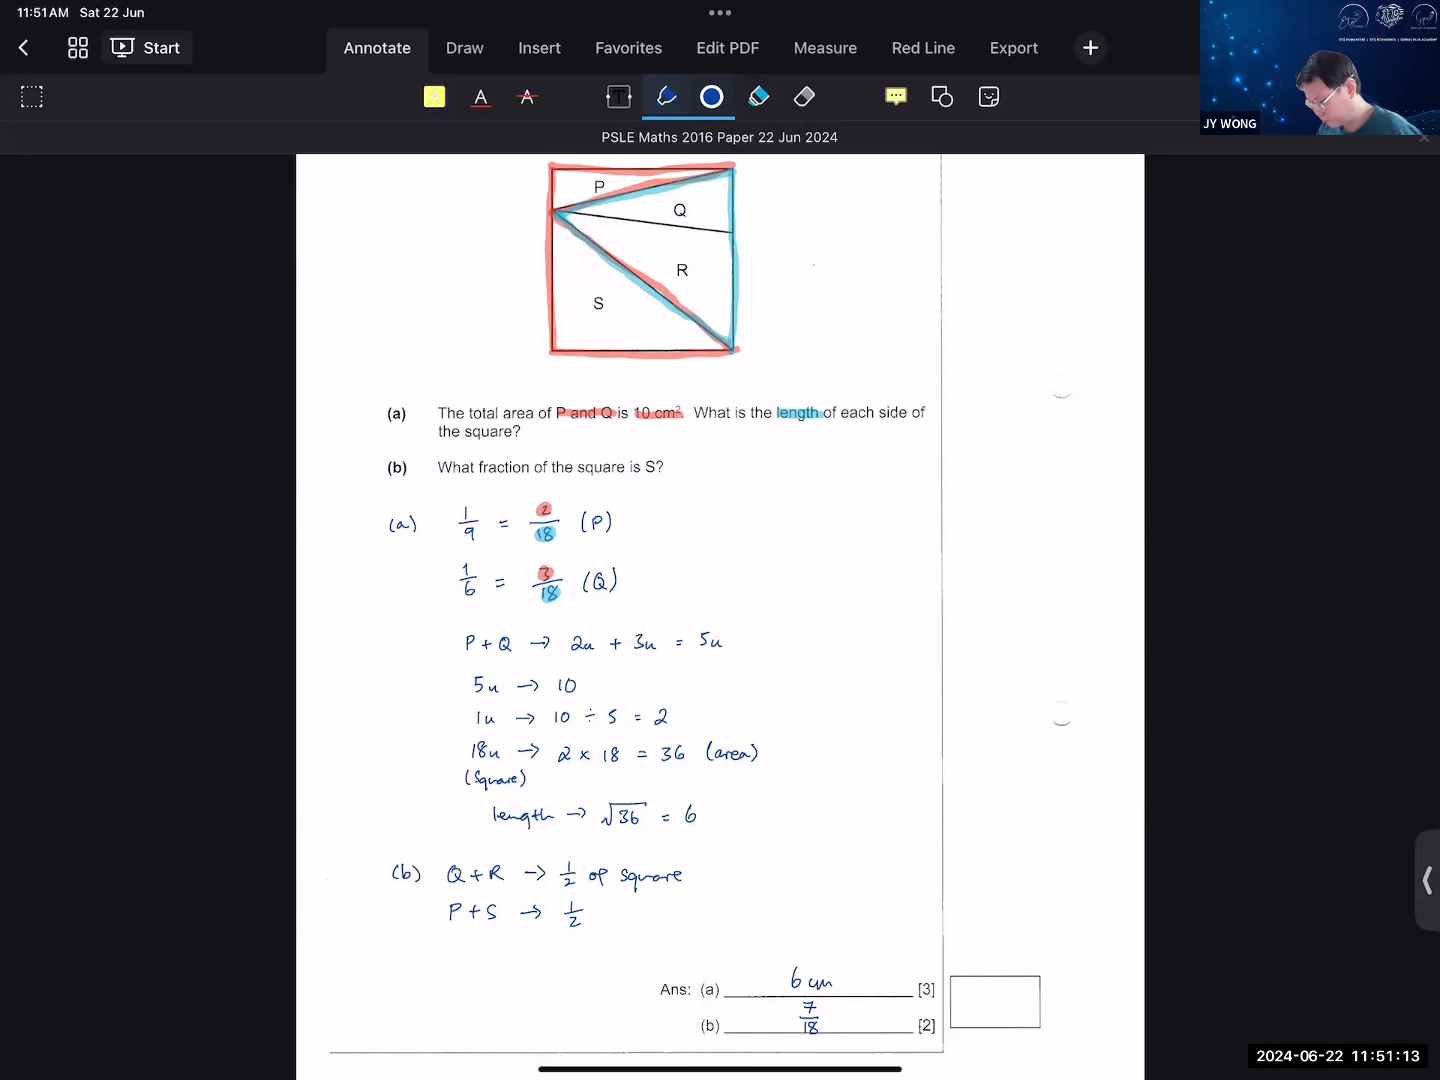 11:51 AM Sat 22 Jun
Start
Annotate Draw Insert Favorites Edit PDF Measure Red Line Export
A A A T
JY WONG
PSLE Maths 2016 Paper 22 Jun 2024
P
Q
R
S
(a) The total area of P and Q is 10 cm². What is the length of each side of
the square?
(b) What fraction of the square is S?
(a) 1/9 = 2/18 (P)
1/6 = 3/18 (Q)
P + Q → 2u + 3u = 5u
5u → 10
1u → 10 ÷ 5 = 2
18u → 2 × 18 = 36 (area)
(square)
length → √36 = 6
(b) Q + R → 1/2 of square
P + S → 1/2
Ans: (a) 6 cm [3]
(b) 7/18 [2]
2024-06-22 11:51:13